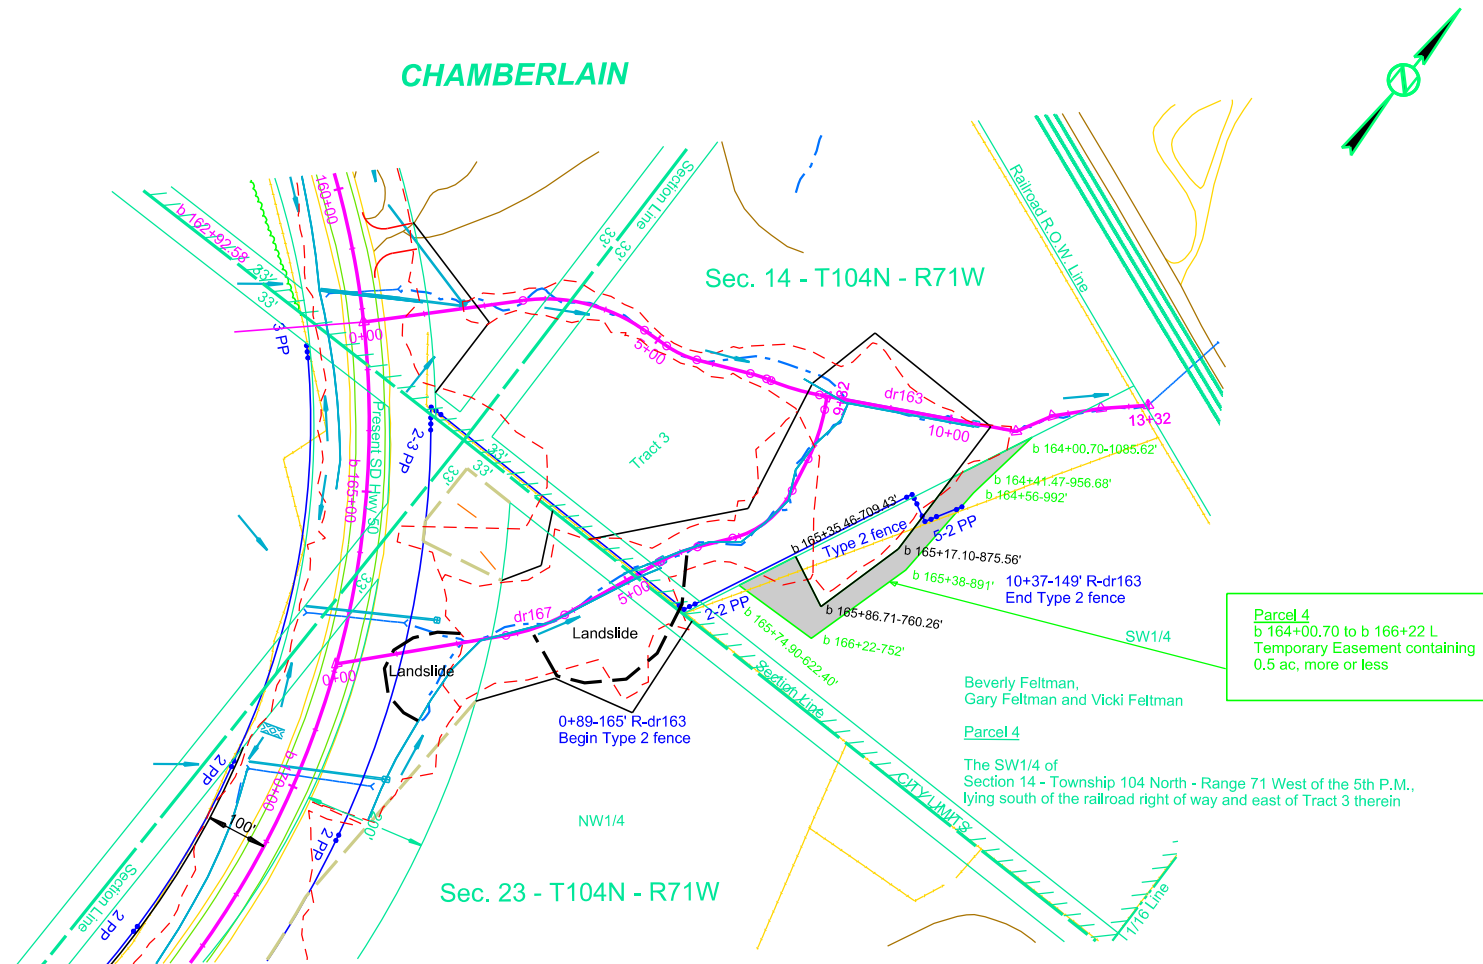 CHAMBERLAIN
N
160+00
b 162+92.58
33'
33'
3 PP
0+00
Section Line
33'
33'
Sec. 14 - T104N - R71W
Railroad R.O.W. Line
5+00
dr163
9+82
10+00
13+32
Tract 3
Present SD Hwy 50
b 165+00
2-3 PP
33'
33'
33'
33'
b 164+00.70-1085.62'
b 164+41.47-956.68'
b 164+56-992'
b 165+35.46-709.43'
Type 2 fence
5-2 PP
b 165+17.10-875.56'
b 165+38-891'
10+37-149' R-dr163
End Type 2 fence
b 165+86.71-760.26'
b 166+22-752'
b 165+74.90-622.40'
2-2 PP
5+00
dr167
Landslide
Landslide
0+00
SW1/4
Parcel 4
b 164+00.70 to b 166+22 L
Temporary Easement containing
0.5 ac, more or less
Beverly Feltman,
Gary Feltman and Vicki Feltman
Parcel 4
The SW1/4 of
Section 14 - Township 104 North - Range 71 West of the 5th P.M.,
lying south of the railroad right of way and east of Tract 3 therein
0+89-165' R-dr163
Begin Type 2 fence
Section Line
CITY LIMITS
1/16 Line
NW1/4
Sec. 23 - T104N - R71W
2 PP
b 170+00
100'
200'
2 PP
2 PP
Section Line